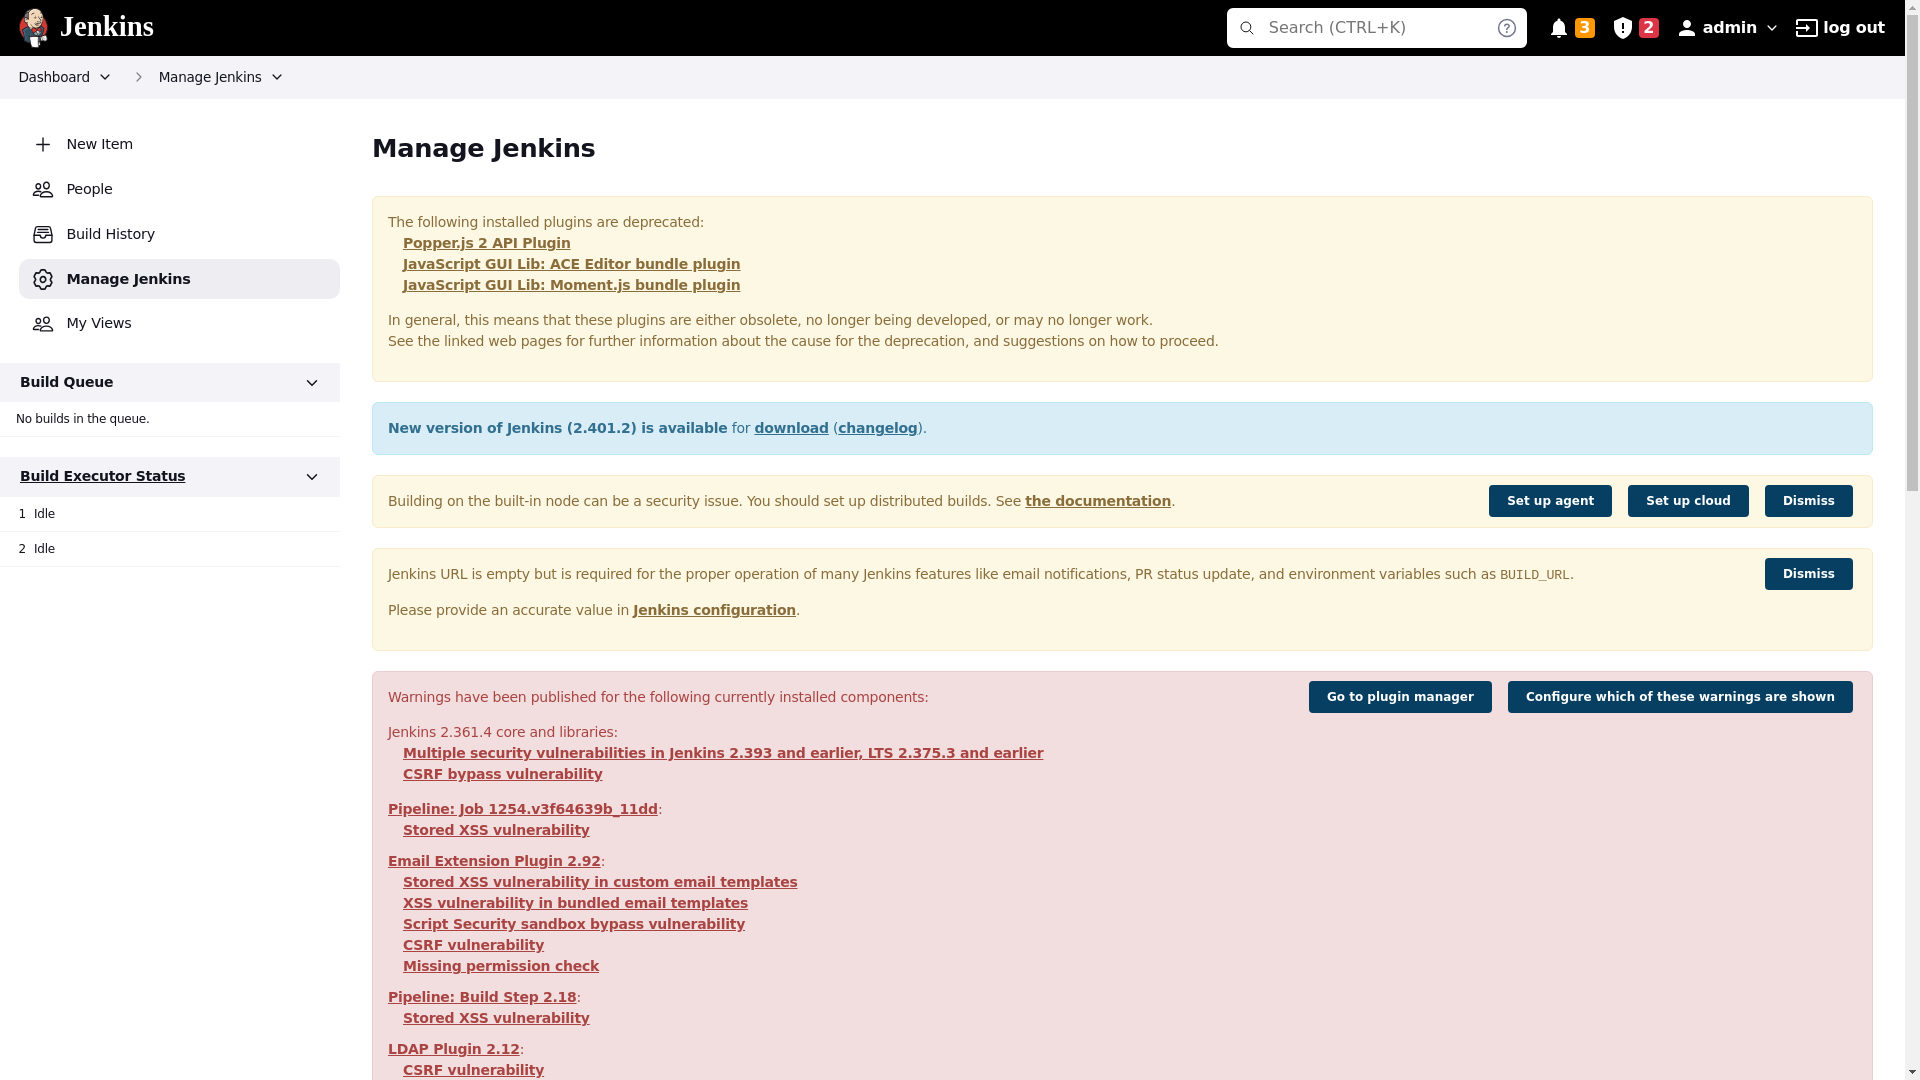 Jenkins
Search (CTRL+K)
3
2
admin
log out
Dashboard
Manage Jenkins
New Item
People
Build History
Manage Jenkins
My Views
Build Queue
No builds in the queue.
Build Executor Status
1 Idle
2 Idle
Manage Jenkins
The following installed plugins are deprecated:
Popper.js 2 API Plugin
JavaScript GUI Lib: ACE Editor bundle plugin
JavaScript GUI Lib: Moment.js bundle plugin
In general, this means that these plugins are either obsolete, no longer being developed, or may no longer work.
See the linked web pages for further information about the cause for the deprecation, and suggestions on how to proceed.
New version of Jenkins (2.401.2) is available for download (changelog).
Building on the built-in node can be a security issue. You should set up distributed builds. See the documentation.
Set up agent
Set up cloud
Dismiss
Jenkins URL is empty but is required for the proper operation of many Jenkins features like email notifications, PR status update, and environment variables such as BUILD_URL.
Dismiss
Please provide an accurate value in Jenkins configuration.
Warnings have been published for the following currently installed components:
Go to plugin manager
Configure which of these warnings are shown
Jenkins 2.361.4 core and libraries:
Multiple security vulnerabilities in Jenkins 2.393 and earlier, LTS 2.375.3 and earlier
CSRF bypass vulnerability
Pipeline: Job 1254.v3f64639b_11dd:
Stored XSS vulnerability
Email Extension Plugin 2.92:
Stored XSS vulnerability in custom email templates
XSS vulnerability in bundled email templates
Script Security sandbox bypass vulnerability
CSRF vulnerability
Missing permission check
Pipeline: Build Step 2.18:
Stored XSS vulnerability
LDAP Plugin 2.12:
CSRF vulnerability